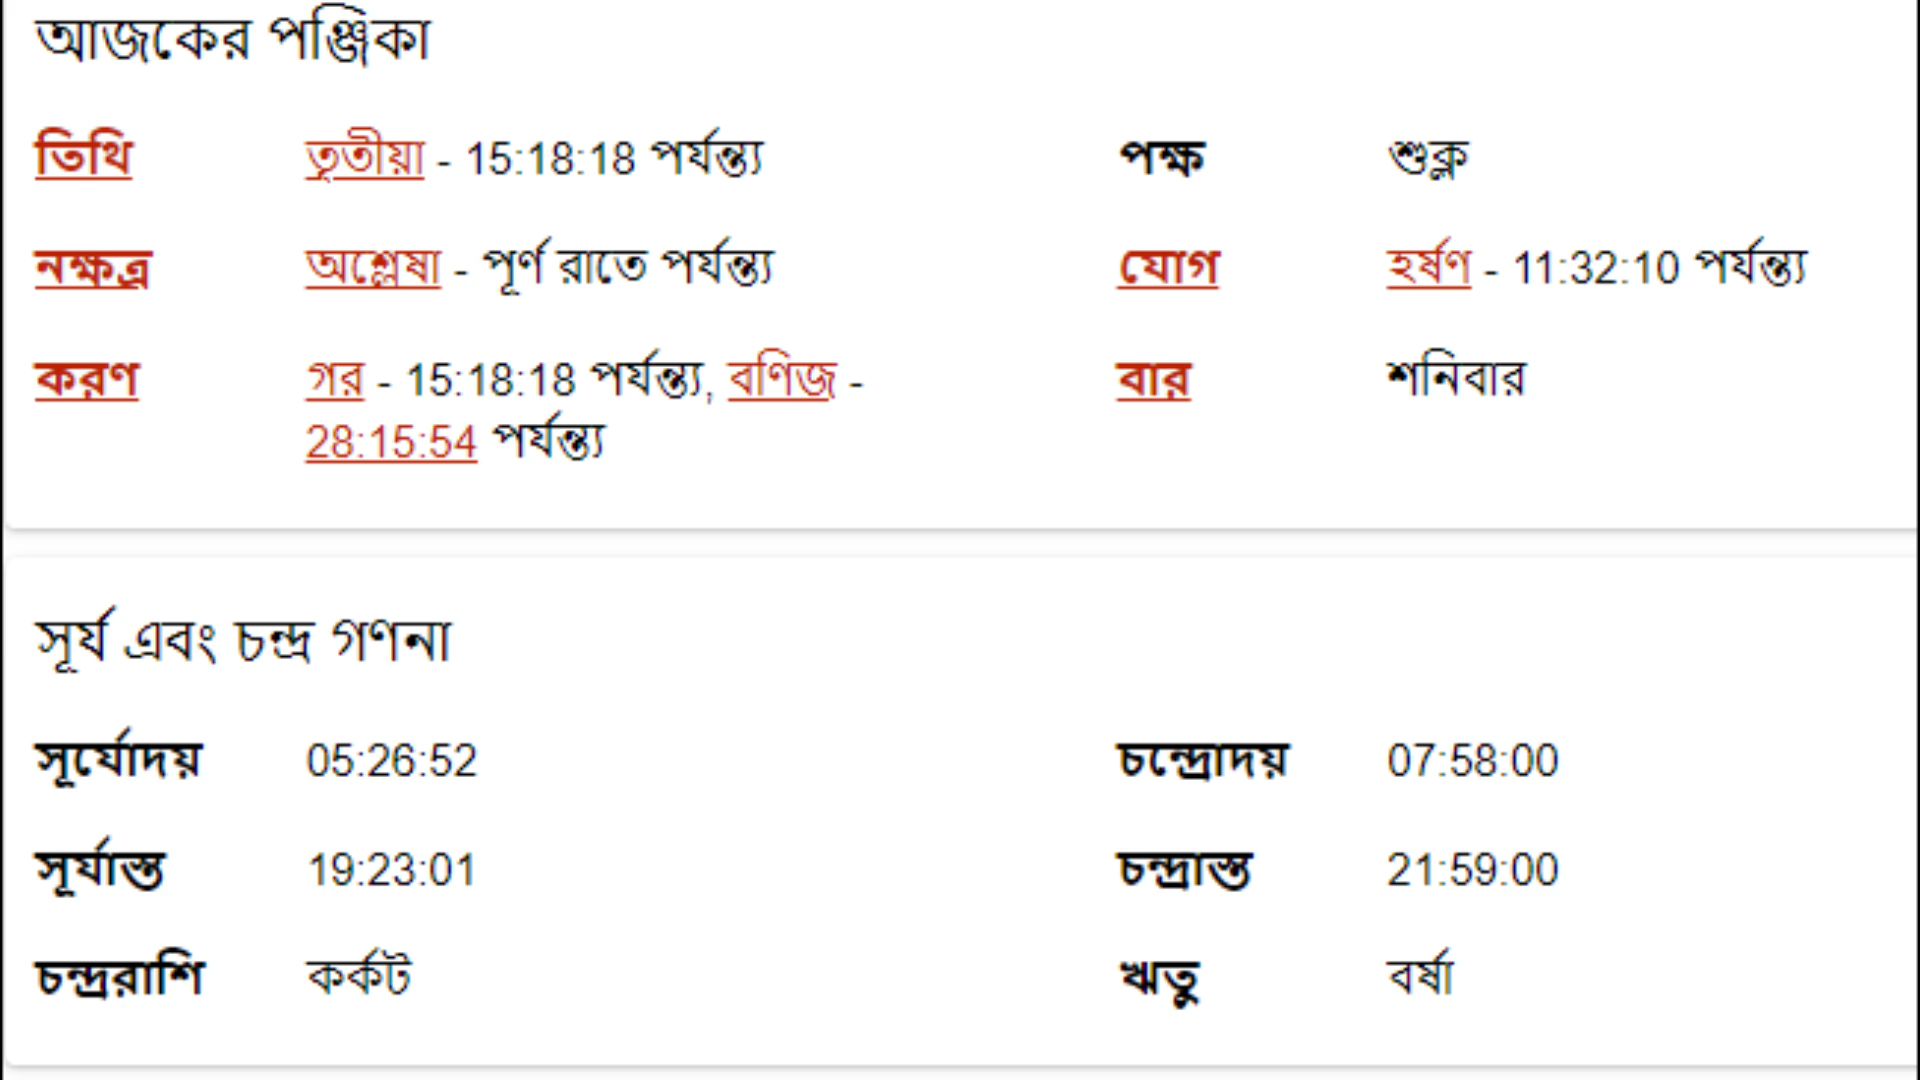 আজকের পঞ্জিকা
তিথি তৃতীয়া - 15:18:18 পর্যন্ত্য পক্ষ শুক্ল
নক্ষত্র অশ্লেষা - পূর্ণ রাতে পর্যন্ত্য যোগ হর্ষণ - 11:32:10 পর্যন্ত্য
করণ গর - 15:18:18 পর্যন্ত্য, বণিজ - বার শনিবার
28:15:54 পর্যন্ত্য
সূর্য এবং চন্দ্র গণনা
সূর্যোদয় 05:26:52 চন্দ্রোদয় 07:58:00
সূর্যাস্ত 19:23:01 চন্দ্রাস্ত 21:59:00
চন্দ্ররাশি কর্কট ঋতু বর্ষা